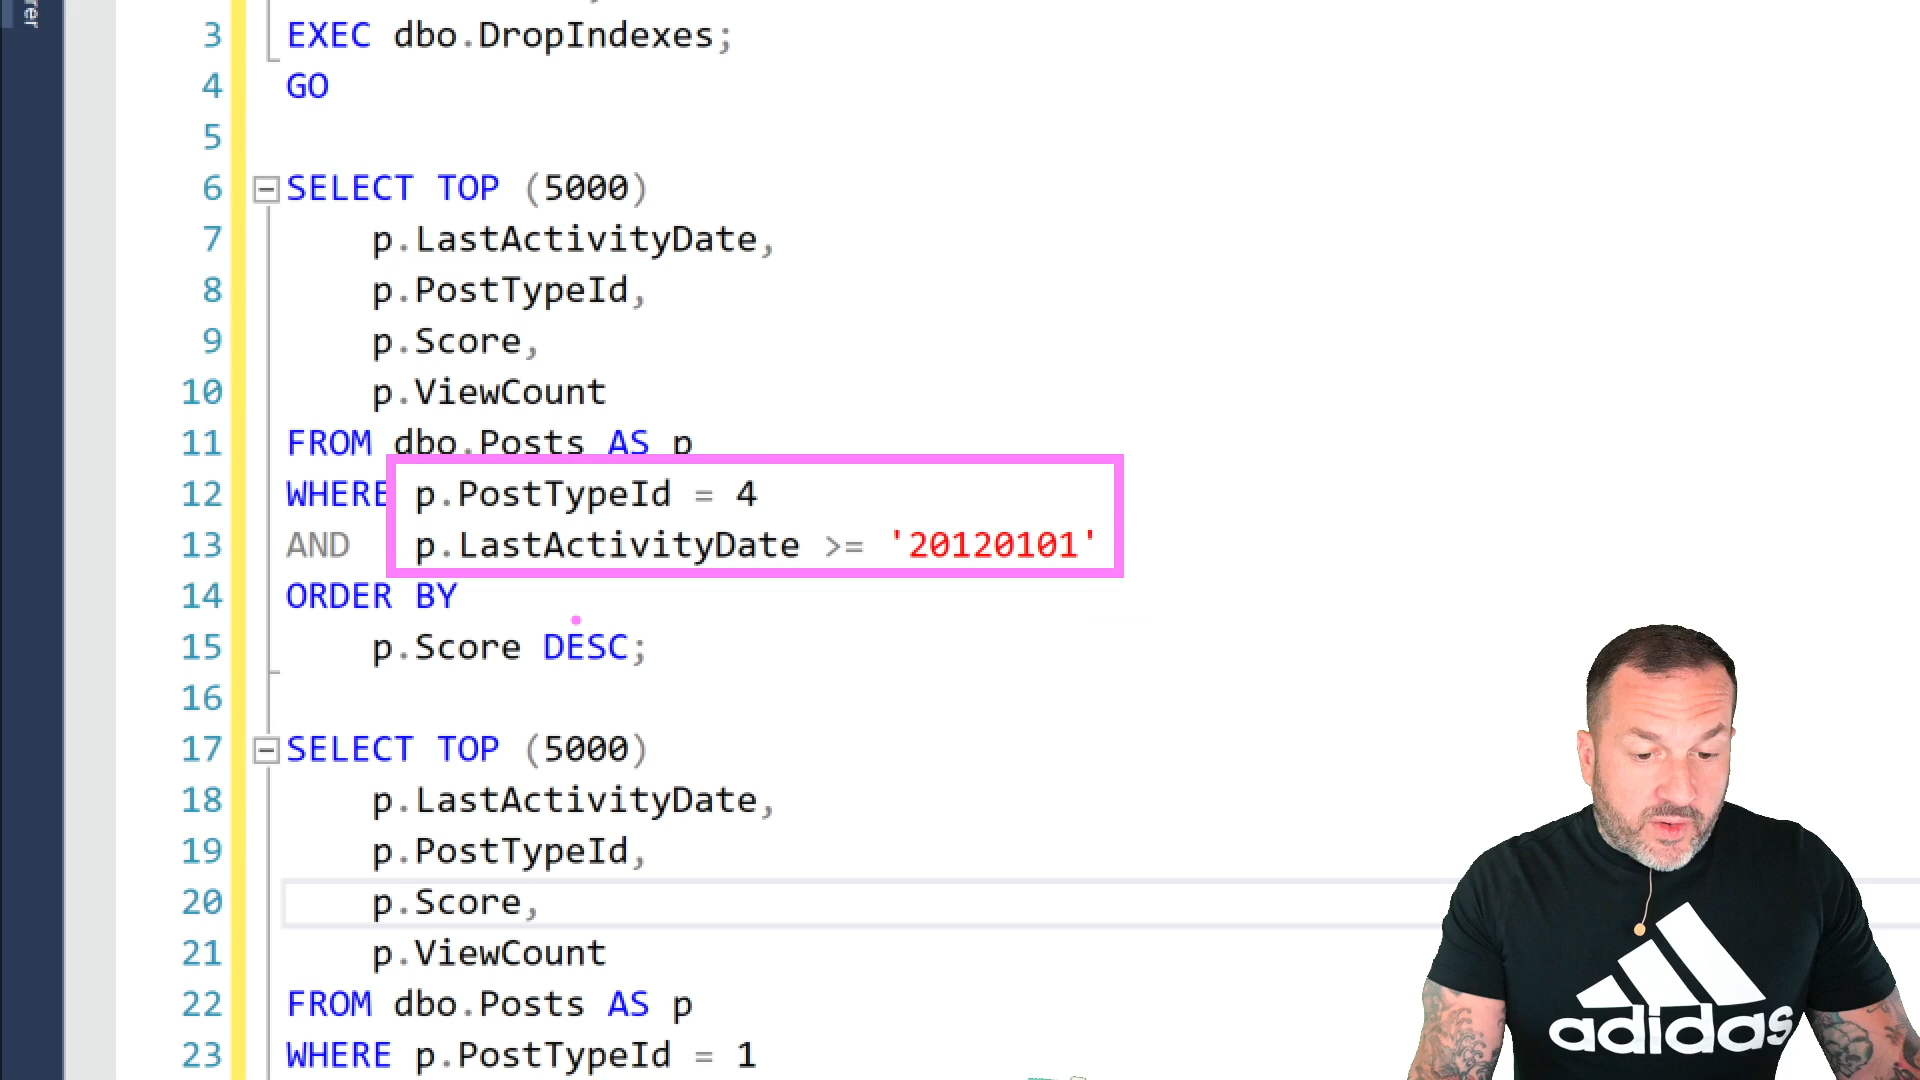 rer
3 EXEC dbo.DropIndexes;
4 GO
5
6 SELECT TOP (5000)
7 p.LastActivityDate,
8 p.PostTypeId,
9 p.Score,
10 p.ViewCount
11 FROM dbo.Posts AS p
12 WHERE p.PostTypeId = 4
13 AND p.LastActivityDate >= '20120101'
14 ORDER BY
15 p.Score DESC;
16
17 SELECT TOP (5000)
18 p.LastActivityDate,
19 p.PostTypeId,
20 p.Score,
21 p.ViewCount
22 FROM dbo.Posts AS p
23 WHERE p.PostTypeId = 1
adidas